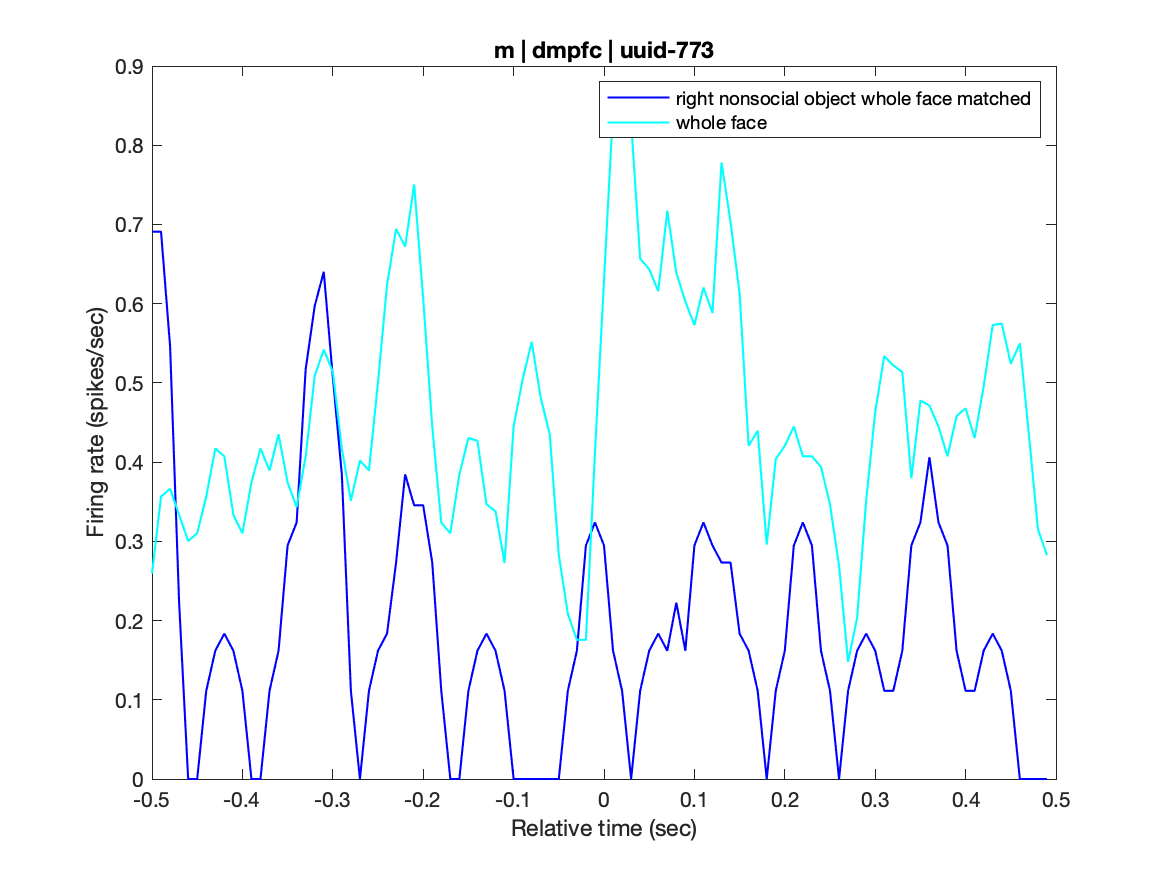 m | dmpfc | uuid-773
right nonsocial object whole face matched
whole face
Firing rate (spikes/sec)
0.9
0.8
0.7
0.6
0.5
0.4
0.3
0.2
0.1
0
-0.5 -0.4 -0.3 -0.2 -0.1 0 0.1 0.2 0.3 0.4 0.5
Relative time (sec)